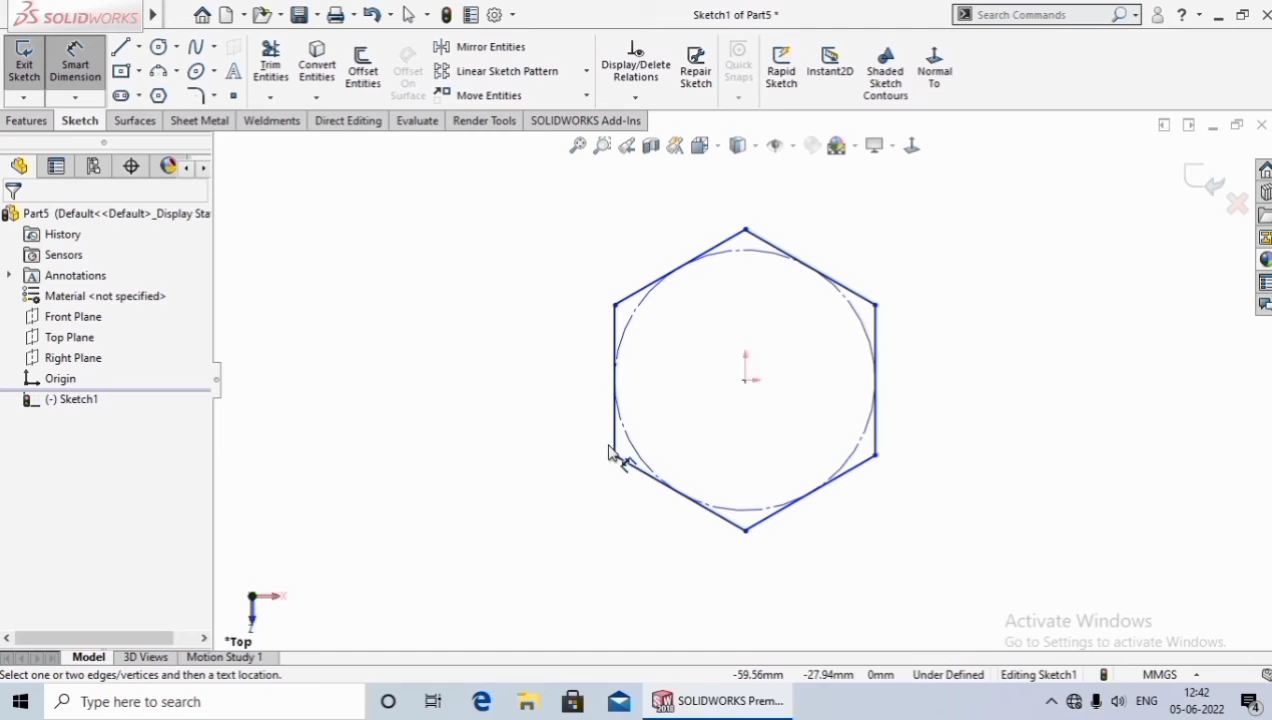 SOLIDWORKS
Sketch1 of Part5 *
Search Commands
?
Exit Sketch
Smart Dimension
Trim Entities
Convert Entities
Offset Entities
Offset On Surface
Mirror Entities
Linear Sketch Pattern
Move Entities
Display/Delete Relations
Repair Sketch
Quick Snaps
Rapid Sketch
Instant2D
Shaded Sketch Contours
Normal To
Features
Sketch
Surfaces
Sheet Metal
Weldments
Direct Editing
Evaluate
Render Tools
SOLIDWORKS Add-Ins
Part5 (Default<<Default>_Display Sta
History
Sensors
Annotations
Material <not specified>
Front Plane
Top Plane
Right Plane
Origin
(-) Sketch1
X
Z
*Top
Activate Windows
Go to Settings to activate Windows.
Model
3D Views
Motion Study 1
Select one or two edges/vertices and then a text location.
-59.56mm
-27.94mm
0mm
Under Defined
Editing Sketch1
MMGS
Type here to search
SOLIDWORKS Prem...
ENG
12:42
05-06-2022
4